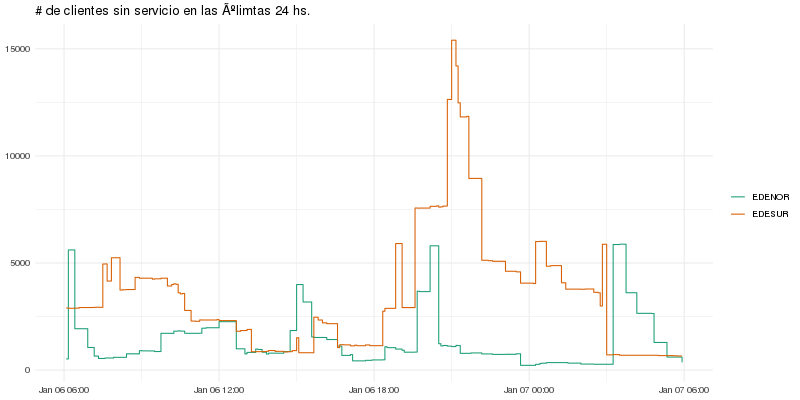 # de clientes sin servicio en las Ãºlimtas 24 hs.
15000
10000
5000
0
Jan 06 06:00
Jan 06 12:00
Jan 06 18:00
Jan 07 00:00
Jan 07 06:00
EDENOR
EDESUR